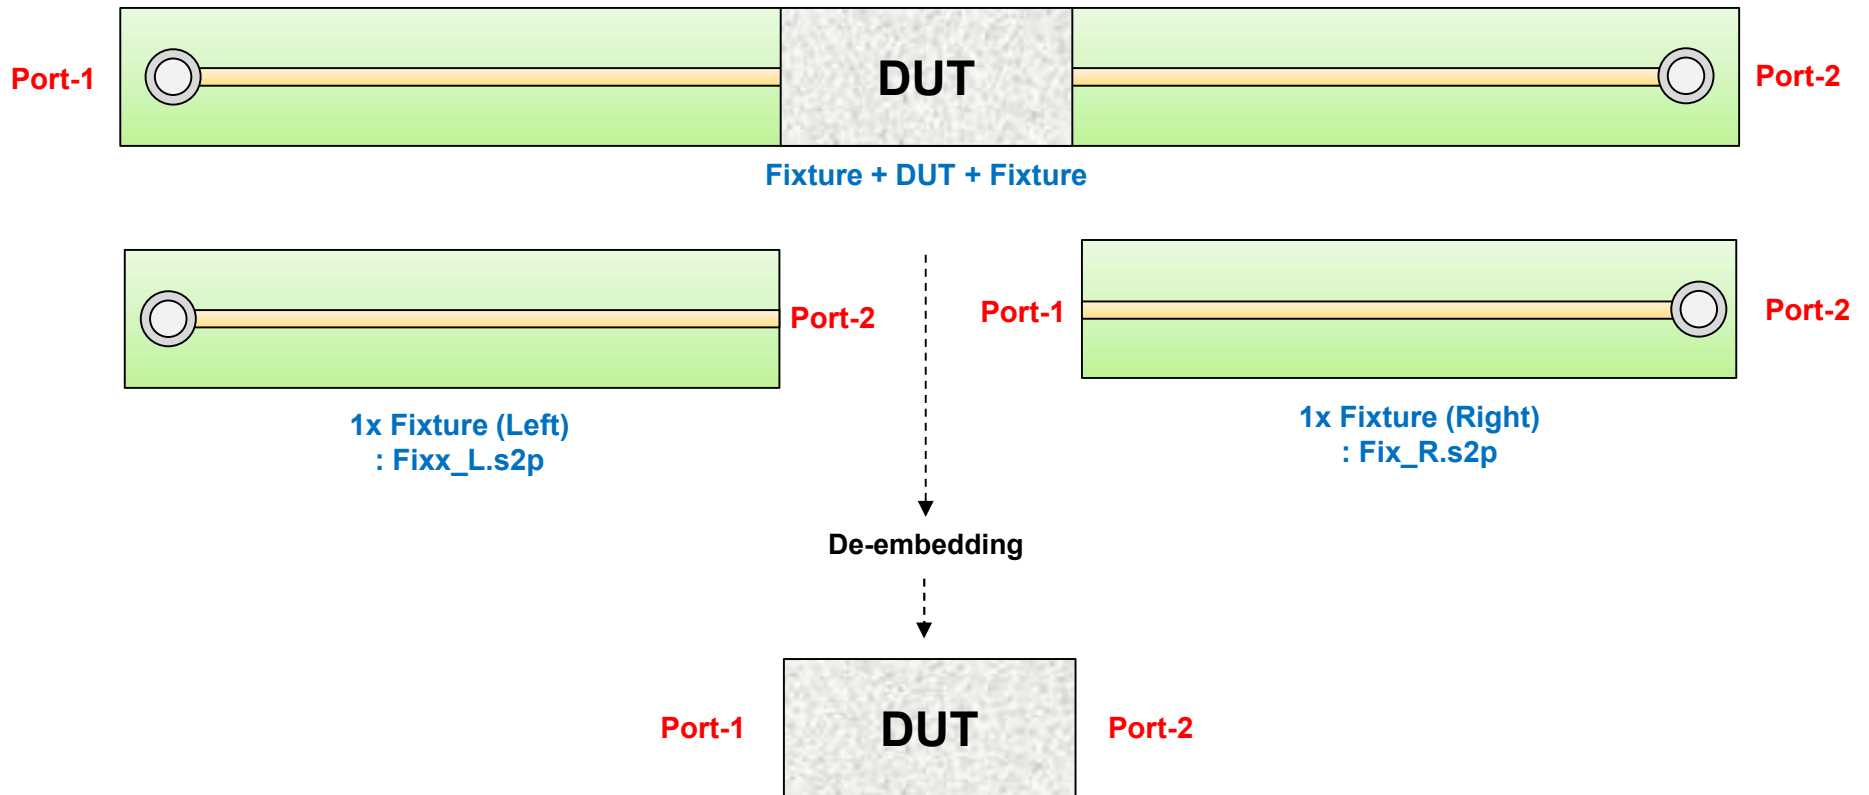 Port-1
DUT
Port-2
Fixture + DUT + Fixture
Port-2
Port-1
Port-2
1x Fixture (Left)
: Fixx_L.s2p
1x Fixture (Right)
: Fix_R.s2p
De-embedding
Port-1
DUT
Port-2